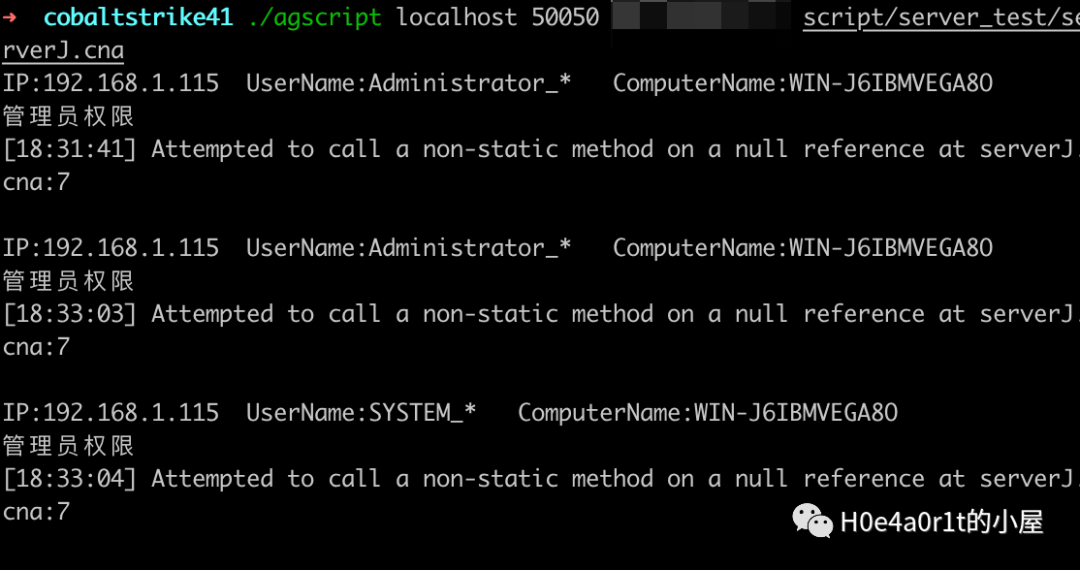 → cobaltstrike41 ./agscript localhost 50050 script/server_test/se
rverJ.cna
IP:192.168.1.115 UserName:Administrator_* ComputerName:WIN-J6IBMVEGA8O
管理员权限
[18:31:41] Attempted to call a non-static method on a null reference at serverJ.
cna:7
IP:192.168.1.115 UserName:Administrator_* ComputerName:WIN-J6IBMVEGA8O
管理员权限
[18:33:03] Attempted to call a non-static method on a null reference at serverJ.
cna:7
IP:192.168.1.115 UserName:SYSTEM_* ComputerName:WIN-J6IBMVEGA8O
管理员权限
[18:33:04] Attempted to call a non-static method on a null reference at serverJ.
cna:7
H0e4a0r1t的小屋